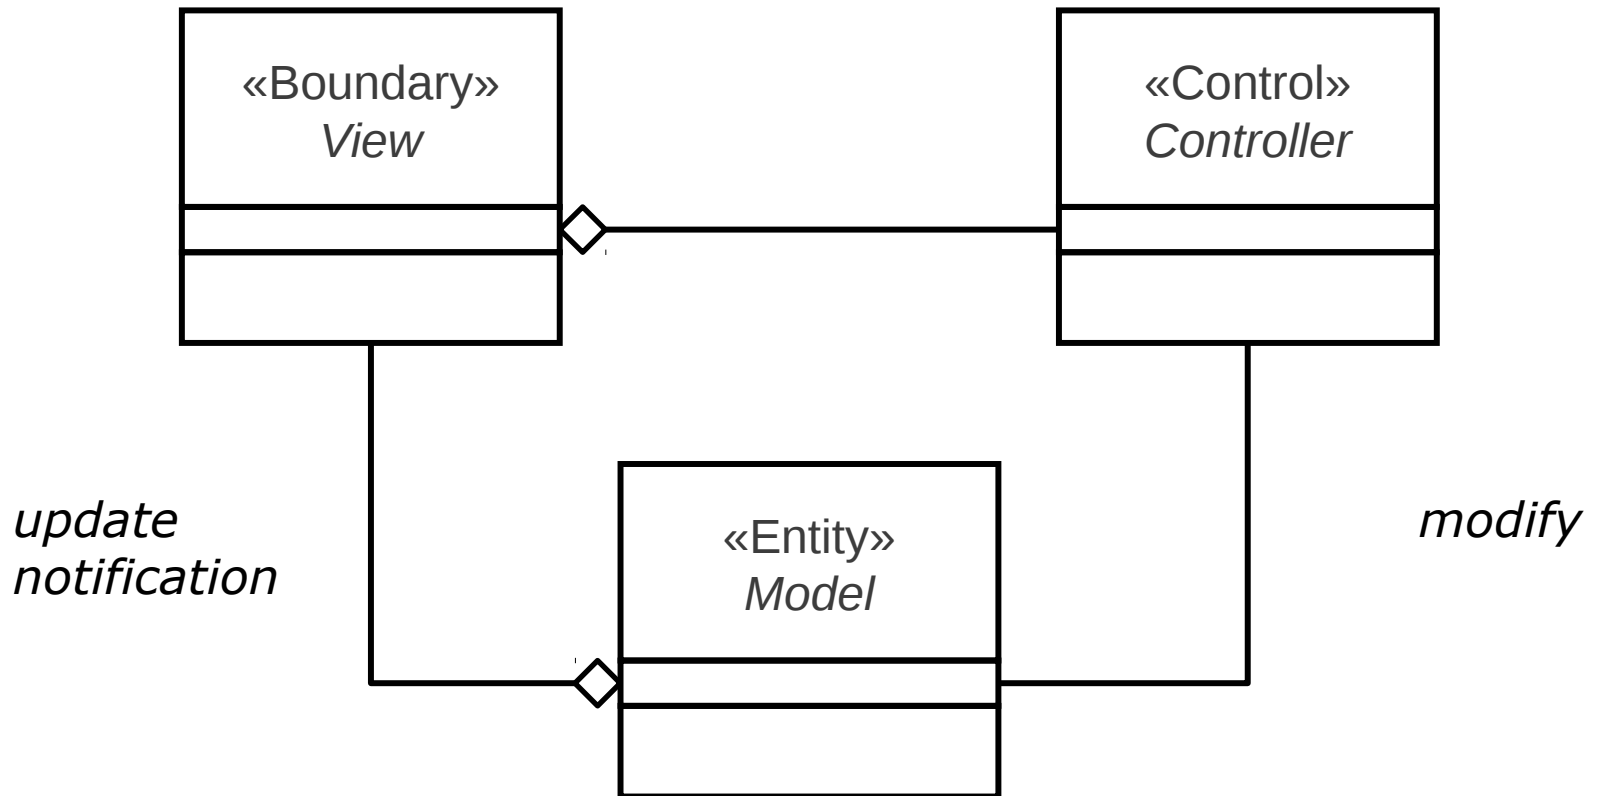 «Boundary»
View
«Control»
Controller
update
notification
«Entity»
Model
modify